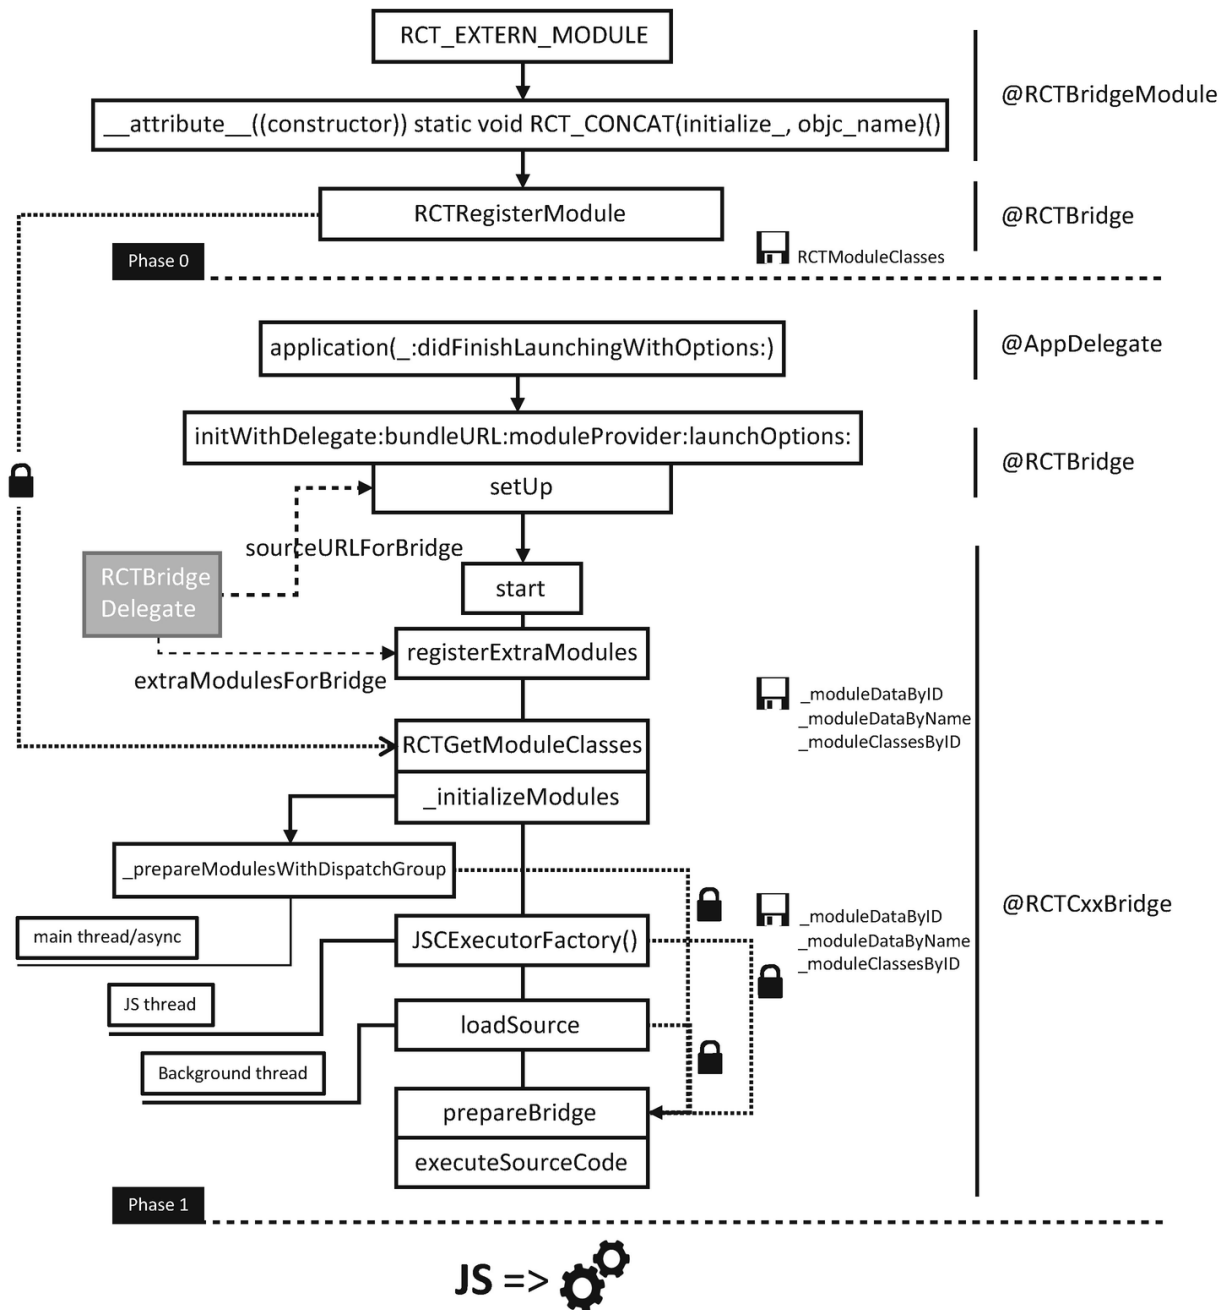 RCT_EXTERN_MODULE
@RCTBridgeModule
__attribute__((constructor)) static void RCT_CONCAT(initialize_, objc_name)()
RCTRegisterModule
@RCTBridge
Phase 0
RCTModuleClasses
application(_:didFinishLaunchingWithOptions:)
@AppDelegate
initWithDelegate:bundleURL:moduleProvider:launchOptions:
@RCTBridge
setUp
sourceURLForBridge
RCTBridge
Delegate
start
registerExtraModules
extraModulesForBridge
_moduleDataByID
_moduleDataByName
_moduleClassesByID
RCTGetModuleClasses
_initializeModules
_prepareModulesWithDispatchGroup
@RCTCxxBridge
_moduleDataByID
_moduleDataByName
_moduleClassesByID
main thread/async
JSCExecutorFactory()
JS thread
loadSource
Background thread
prepareBridge
executeSourceCode
Phase 1
JS =>